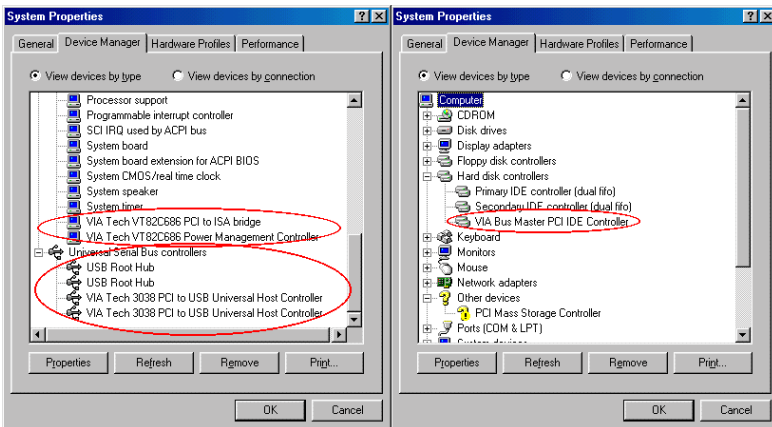 System Properties
General Device Manager Hardware Profiles Performance
View devices by type View devices by connection
Processor support
Programmable interrupt controller
SCI IRQ used by ACPI bus
System board
System board extension for ACPI BIOS
System CMOS/real time clock
System speaker
System timer
VIA Tech VT82C686 PCI to ISA bridge
VIA Tech VT82C686 Power Management Controller
Universal Serial Bus controllers
USB Root Hub
USB Root Hub
VIA Tech 3038 PCI to USB Universal Host Controller
VIA Tech 3038 PCI to USB Universal Host Controller
Properties Refresh Remove Print...
OK Cancel
System Properties
General Device Manager Hardware Profiles Performance
View devices by type View devices by connection
Computer
CDROM
Disk drives
Display adapters
Floppy disk controllers
Hard disk controllers
Primary IDE controller (dual fifo)
Secondary IDE controller (dual fifo)
VIA Bus Master PCI IDE Controller
Keyboard
Monitors
Mouse
Network adapters
Other devices
PCI Mass Storage Controller
Ports (COM & LPT)
System devices
Properties Refresh Remove Print...
OK Cancel